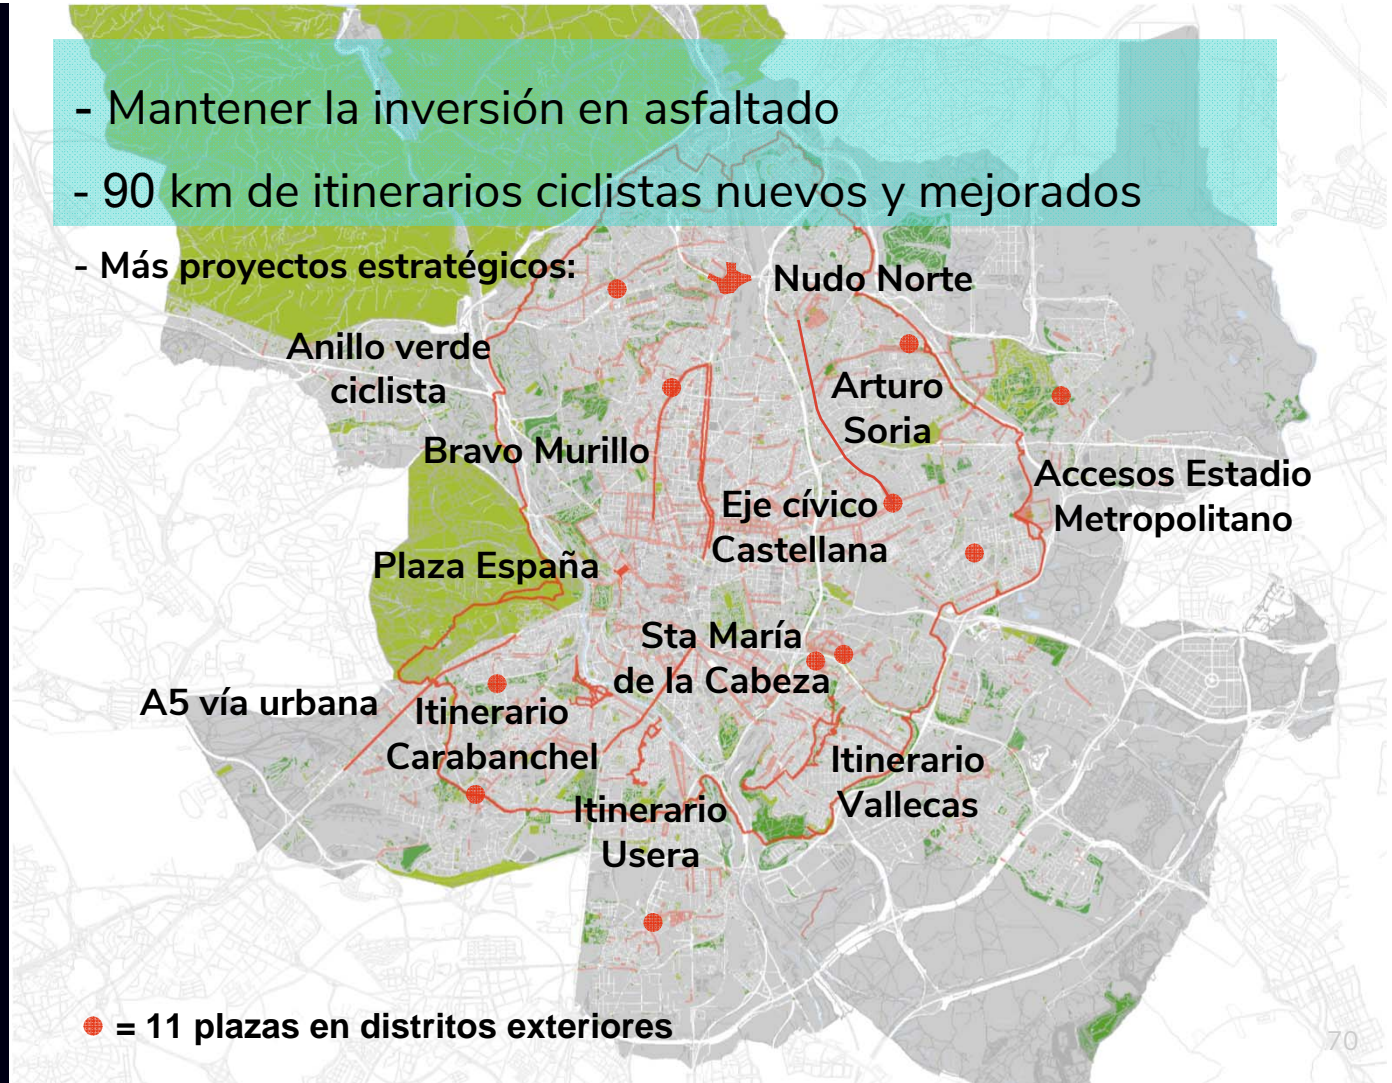 - Mantener la inversión en asfaltado
- 90 km de itinerarios ciclistas nuevos y mejorados
- Más proyectos estratégicos:
Nudo Norte
Anillo verde
ciclista
Arturo
Soria
Bravo Murillo
Accesos Estadio
Metropolitano
Eje cívico
Castellana
Plaza España
Sta María
de la Cabeza
A5 vía urbana
Itinerario
Carabanchel
Itinerario
Vallecas
Itinerario
Usera
= 11 plazas en distritos exteriores
70